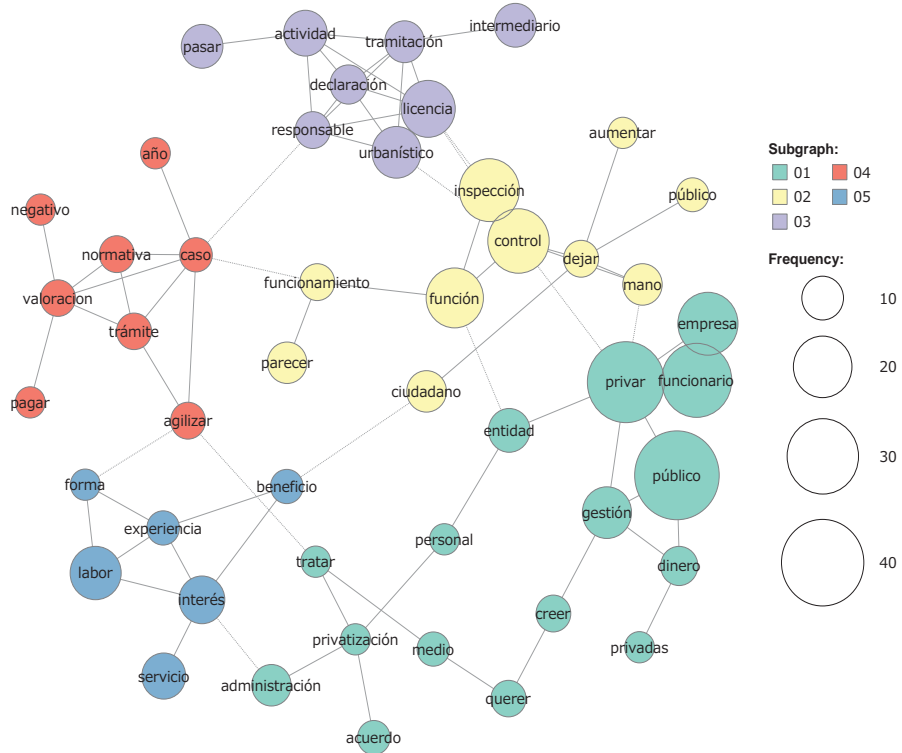 intermediario
actividad
tramitación
pasar
declaración
licencia
responsable
aumentar
urbanístico
año
inspección
público
negativo
control
normativa
caso
dejar
funcionamiento
mano
valoracion
función
trámite
empresa
parecer
privar
funcionario
ciudadano
pagar
agilizar
entidad
público
forma
beneficio
gestión
experiencia
personal
tratar
dinero
labor
interés
creer
privatización
medio
privadas
servicio
administración
querer
acuerdo
Subgraph:
01 04
02 05
03
Frequency:
10
20
30
40